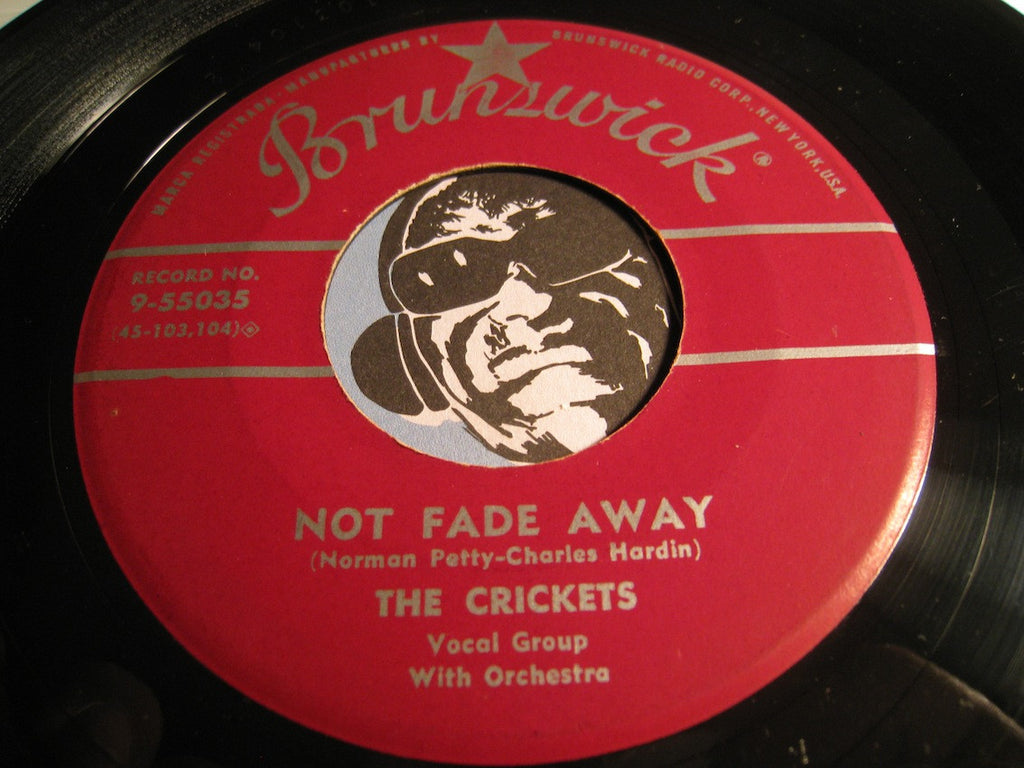 MARCA REGISTRADA - MANUFACTURED BY BRUNSWICK RADIO CORP., NEW YORK, USA
Brunswick ®
RECORD NO.
9-55035
(45-103,104)
NOT FADE AWAY
(Norman Petty-Charles Hardin)
THE CRICKETS
Vocal Group
With Orchestra